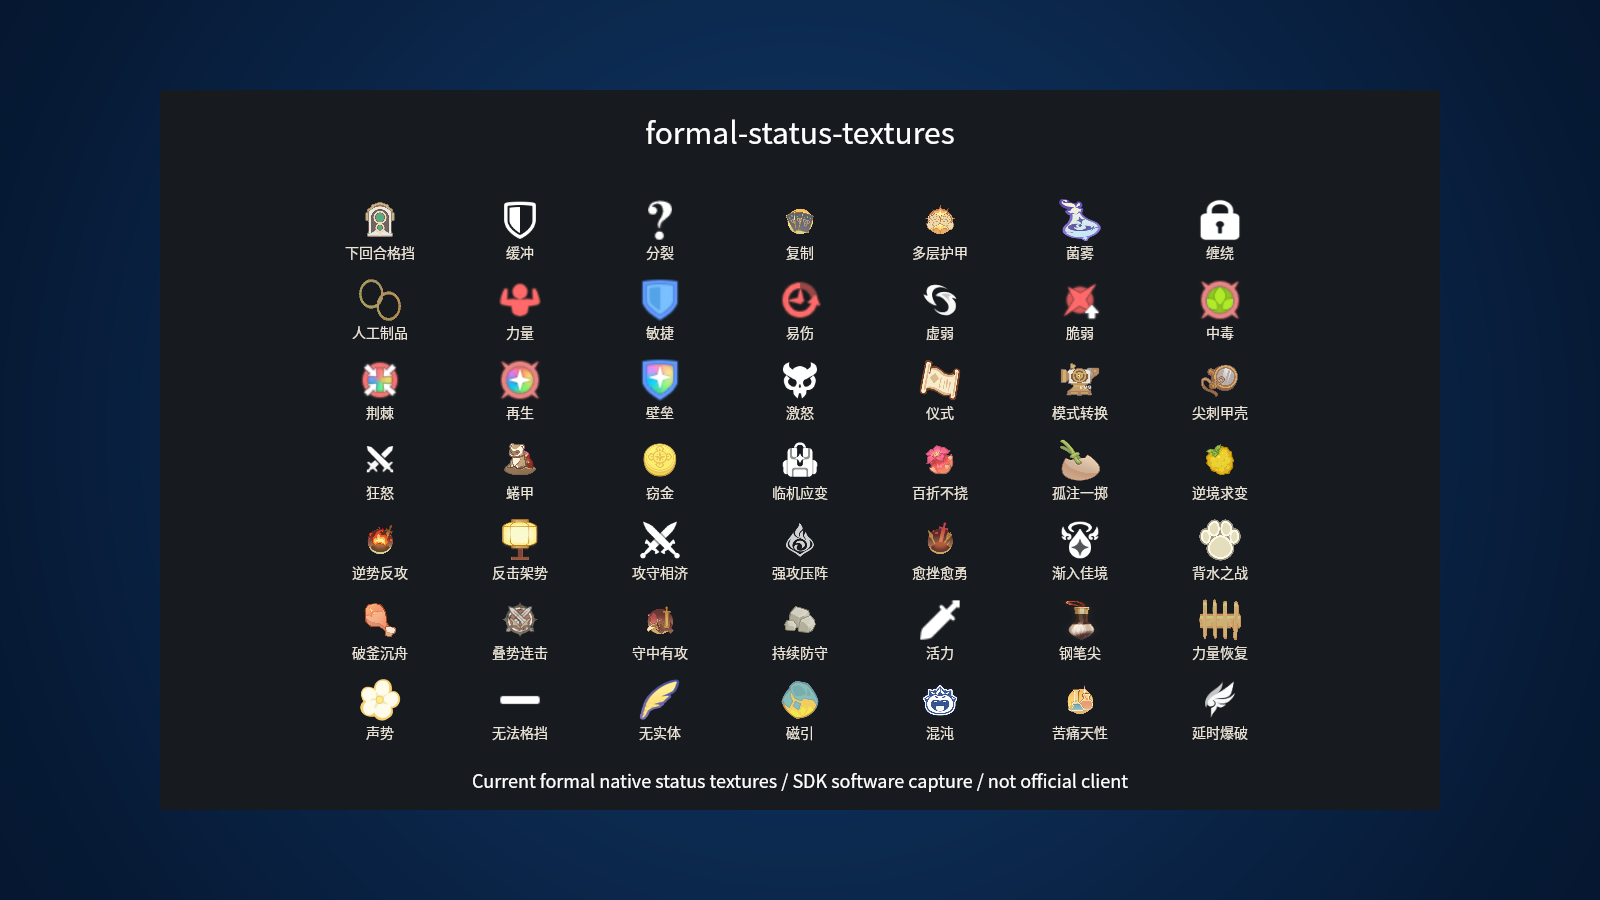 formal-status-textures
下回合格挡 缓冲 分裂 复制 多层护甲 菌雾 缠绕
人工制品 力量 敏捷 易伤 虚弱 脆弱 中毒
荆棘 再生 壁垒 激怒 仪式 模式转换 尖刺甲壳
狂怒 蜷甲 窃金 临机应变 百折不挠 孤注一掷 逆境求变
逆势反攻 反击架势 攻守相济 强攻压阵 愈挫愈勇 渐入佳境 背水之战
破釜沉舟 叠势连击 守中有攻 持续防守 活力 钢笔尖 力量恢复
声势 无法格挡 无实体 磁引 混沌 苦痛天性 延时爆破
Current formal native status textures / SDK software capture / not official client